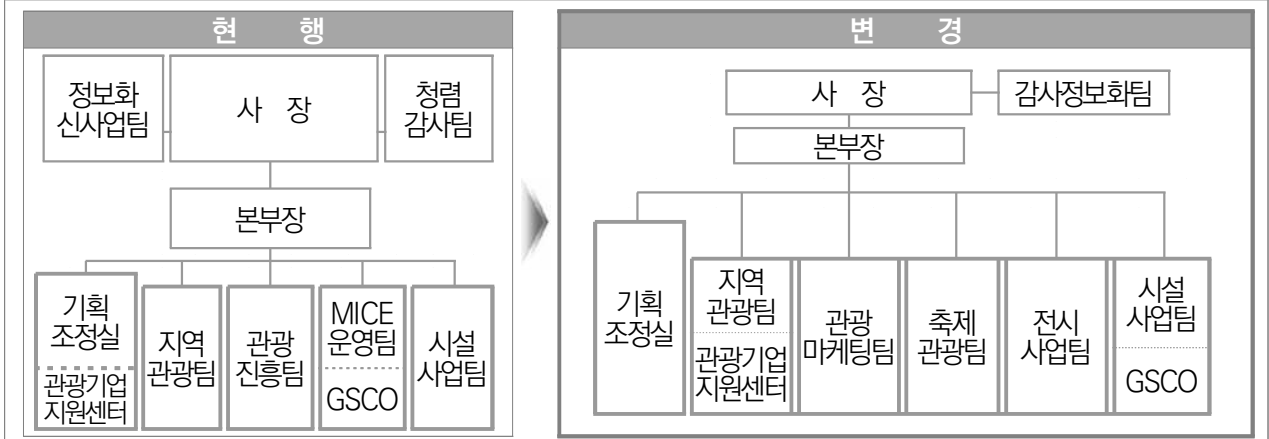 현 행
정보화
신사업팀
사 장
청렴
감사팀
본부장
기획
조정실
관광기업
지원센터
지역
관광팀
관광
진흥팀
MICE
운영팀
GSCO
시설
사업팀
변 경
사 장
감사정보화팀
본부장
기획
조정실
지역
관광팀
관광기업
지원센터
관광
마케팅팀
축제
관광팀
전시
사업팀
시설
사업팀
GSCO